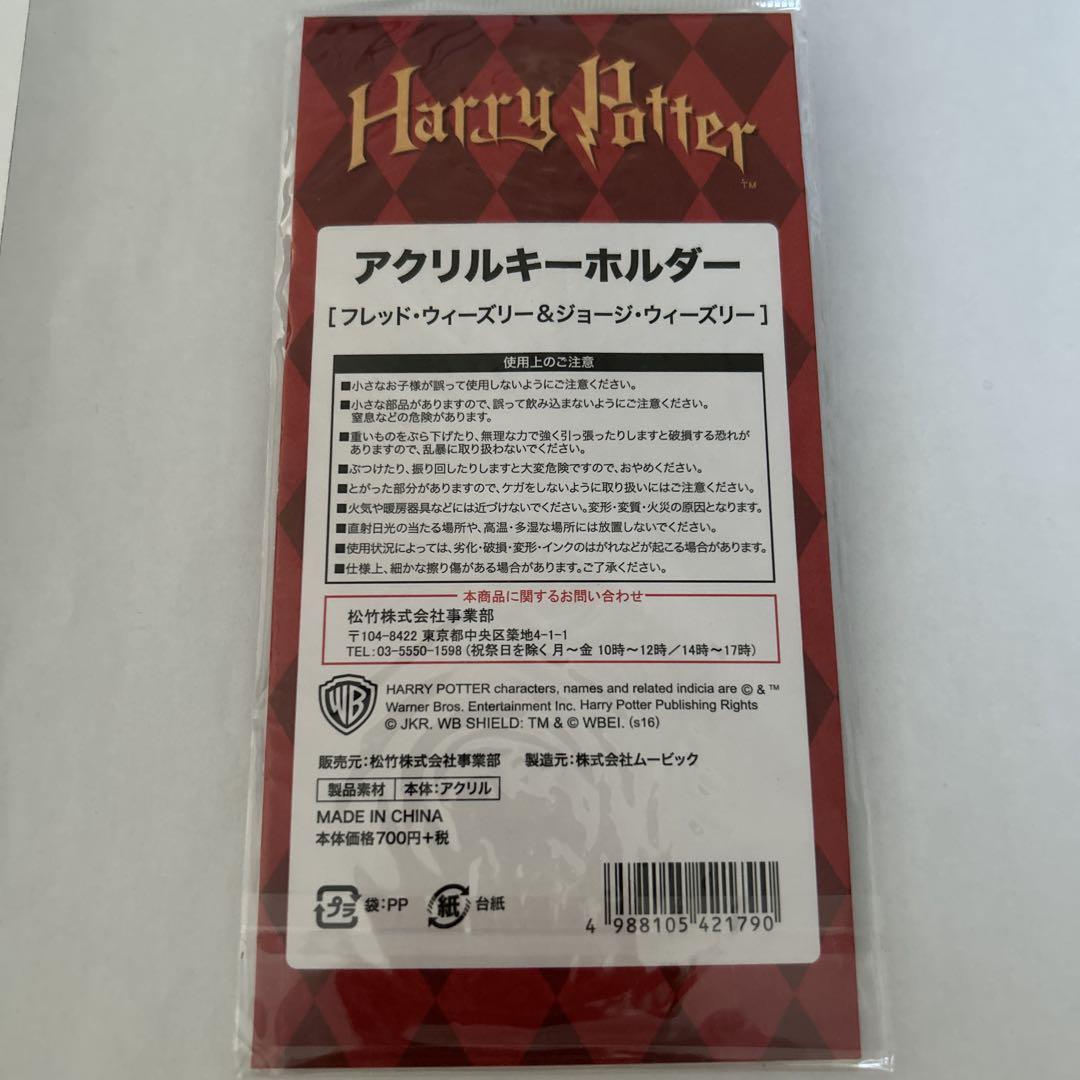 Harry Potter
TM
アクリルキーホルダー
[フレッド・ウィーズリー&ジョージ・ウィーズリー]
使用上のご注意
■小さなお子様が誤って使用しないようにご注意ください。
■小さな部品がありますので、誤って飲み込まないようにご注意ください。
窒息などの危険があります。
■重いものをぶら下げたり、無理な力で強く引っ張ったりしますと破損する恐れが
ありますので、乱暴に取り扱わないでください。
■ぶつけたり、振り回したりしますと大変危険ですので、おやめください。
■とがった部分がありますので、ケガをしないように取り扱いにはご注意ください。
■火気や暖房器具などには近づけないでください。変形・変質・火災の原因となります。
■直射日光の当たる場所や、高温・多湿な場所には放置しないでください。
■使用状況によっては、劣化・破損・変形・インクのはがれなどが起こる場合があります。
■仕様上、細かな擦り傷がある場合があります。ご了承ください。
本商品に関するお問い合わせ
松竹株式会社事業部
〒104-8422 東京都中央区築地4-1-1
TEL:03-5550-1598(祝祭日を除く月~金 10時~12時/14時~17時)
WB
HARRY POTTER characters, names and related indicia are © & ™
Warner Bros. Entertainment Inc. Harry Potter Publishing Rights
© JKR. WB SHIELD: TM & © WBEI. (s16)
販売元:松竹株式会社事業部 製造元:株式会社ムービック
製品素材 本体:アクリル
MADE IN CHINA
本体価格700円+税
プラ 袋:PP 紙 台紙
4 988105 421790